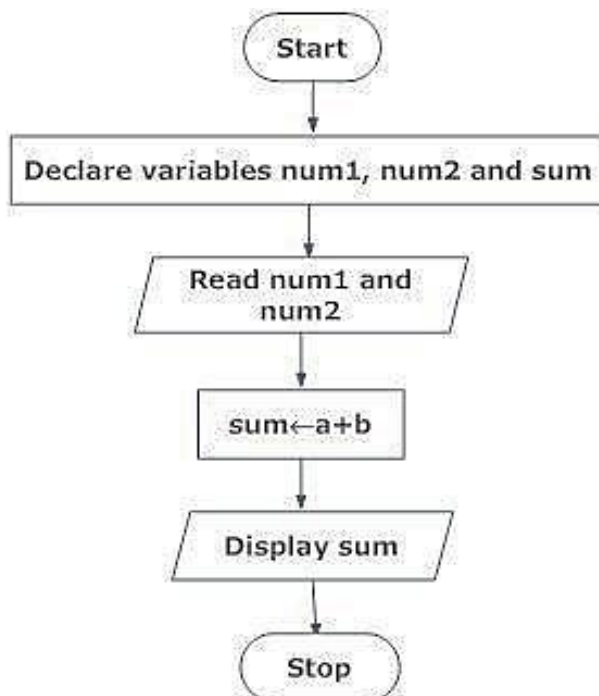 Start
Declare variables num1, num2 and sum
Read num1 and
num2
sum←a+b
Display sum
Stop